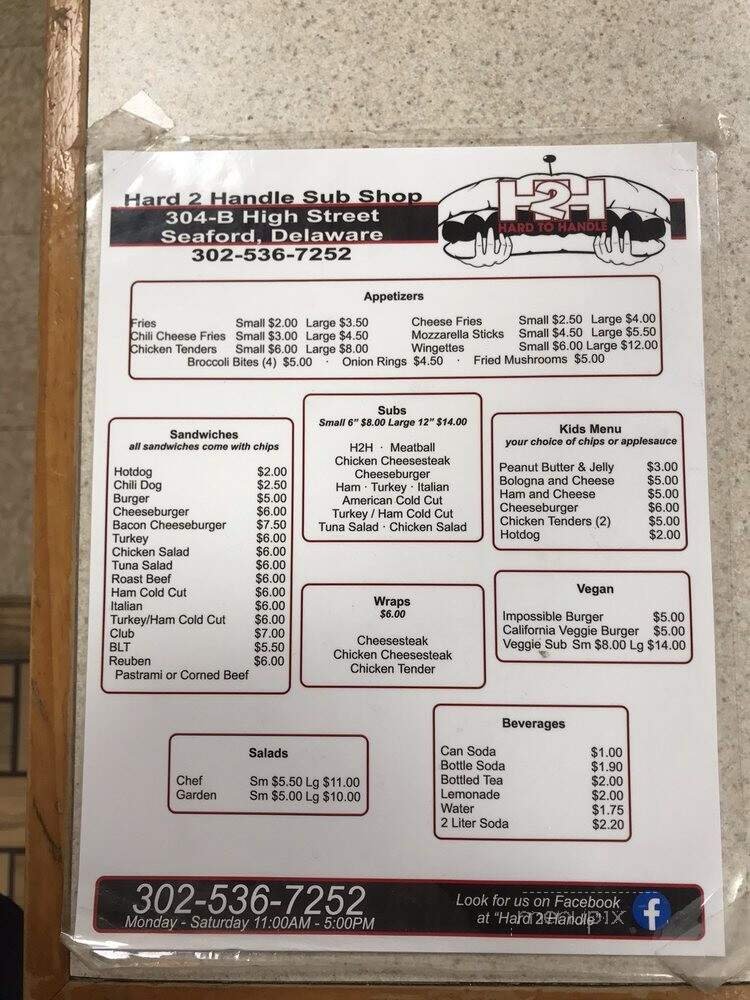 Hard 2 Handle Sub Shop
304-B High Street
Seaford, Delaware
302-536-7252
H2H
HARD TO HANDLE
Appetizers
Fries Small $2.00 Large $3.50
Chili Cheese Fries Small $3.00 Large $4.50
Chicken Tenders Small $6.00 Large $8.00
Cheese Fries Small $2.50 Large $4.00
Mozzarella Sticks Small $4.50 Large $5.50
Wingettes Small $6.00 Large $12.00
Broccoli Bites (4) $5.00 · Onion Rings $4.50 · Fried Mushrooms $5.00
Sandwiches
all sandwiches come with chips
Hotdog $2.00
Chili Dog $2.50
Burger $5.00
Cheeseburger $6.00
Bacon Cheeseburger $7.50
Turkey $6.00
Chicken Salad $6.00
Tuna Salad $6.00
Roast Beef $6.00
Ham Cold Cut $6.00
Italian $6.00
Turkey/Ham Cold Cut $6.00
Club $7.00
BLT $5.50
Reuben $6.00
Pastrami or Corned Beef
Subs
Small 6" $8.00 Large 12" $14.00
H2H · Meatball
Chicken Cheesesteak
Cheeseburger
Ham · Turkey · Italian
American Cold Cut
Turkey / Ham Cold Cut
Tuna Salad · Chicken Salad
Kids Menu
your choice of chips or applesauce
Peanut Butter & Jelly $3.00
Bologna and Cheese $5.00
Ham and Cheese $5.00
Cheeseburger $6.00
Chicken Tenders (2) $5.00
Hotdog $2.00
Wraps
$6.00
Cheesesteak
Chicken Cheesesteak
Chicken Tender
Vegan
Impossible Burger $5.00
California Veggie Burger $5.00
Veggie Sub Sm $8.00 Lg $14.00
Salads
Chef Sm $5.50 Lg $11.00
Garden Sm $5.00 Lg $10.00
Beverages
Can Soda $1.00
Bottle Soda $1.90
Bottled Tea $2.00
Lemonade $2.00
Water $1.75
2 Liter Soda $2.20
302-536-7252
Monday - Saturday 11:00AM - 5:00PM
Look for us on Facebook
at "Hard 2 Handle"
f
menupix